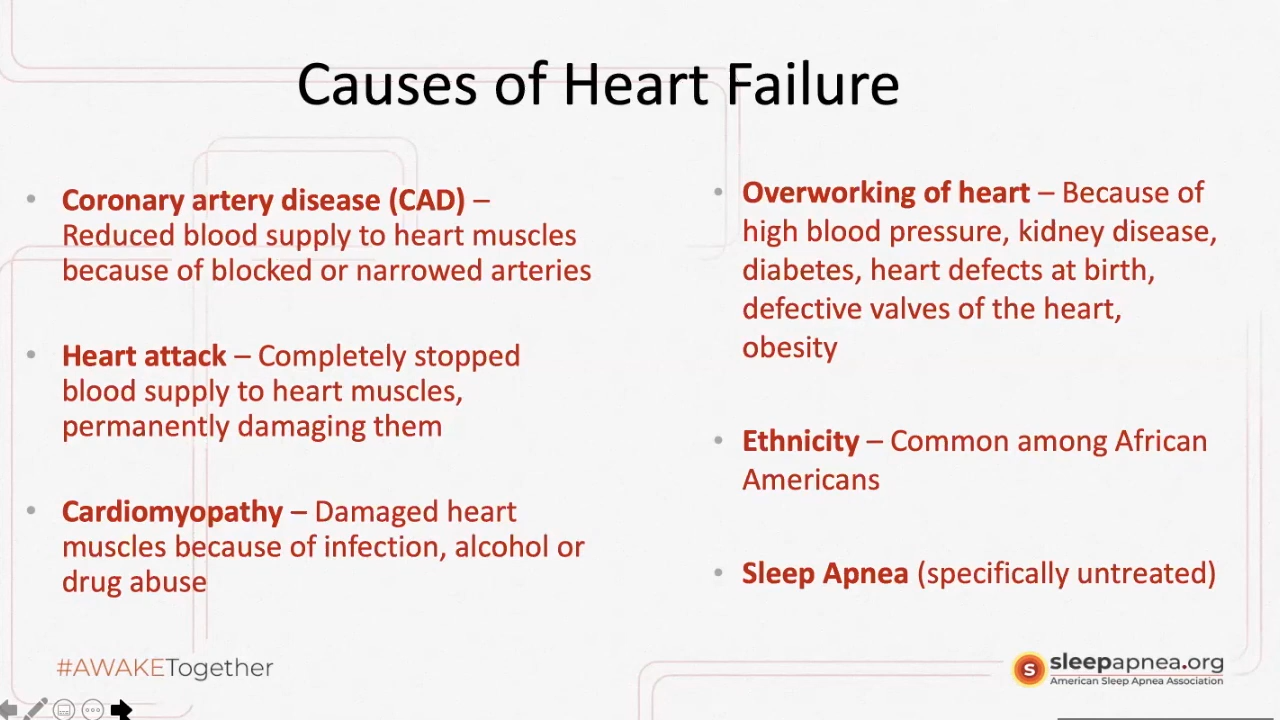 Causes of Heart Failure
• Coronary artery disease (CAD) –
Reduced blood supply to heart muscles
because of blocked or narrowed arteries
• Heart attack – Completely stopped
blood supply to heart muscles,
permanently damaging them
• Cardiomyopathy – Damaged heart
muscles because of infection, alcohol or
drug abuse
• Overworking of heart – Because of
high blood pressure, kidney disease,
diabetes, heart defects at birth,
defective valves of the heart,
obesity
• Ethnicity – Common among African
Americans
• Sleep Apnea (specifically untreated)
#AWAKETogether
S
sleepapnea.org
American Sleep Apnea Association